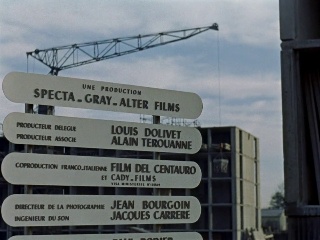 UNE PRODUCTION
SPECTA - GRAY - ALTER FILMS
PRODUCTEUR DELEGUE LOUIS DOLIVET
PRODUCTEUR ASSOCIE ALAIN TEROUANNE
COPRODUCTION FRANCO.ITALIENNE FILM DEL CENTAURO
ET CADY-FILMS
DIRECTEUR DE LA PHOTOGRAPHIE JEAN BOURGOIN
INGENIEUR DU SON JACQUES CARRERE